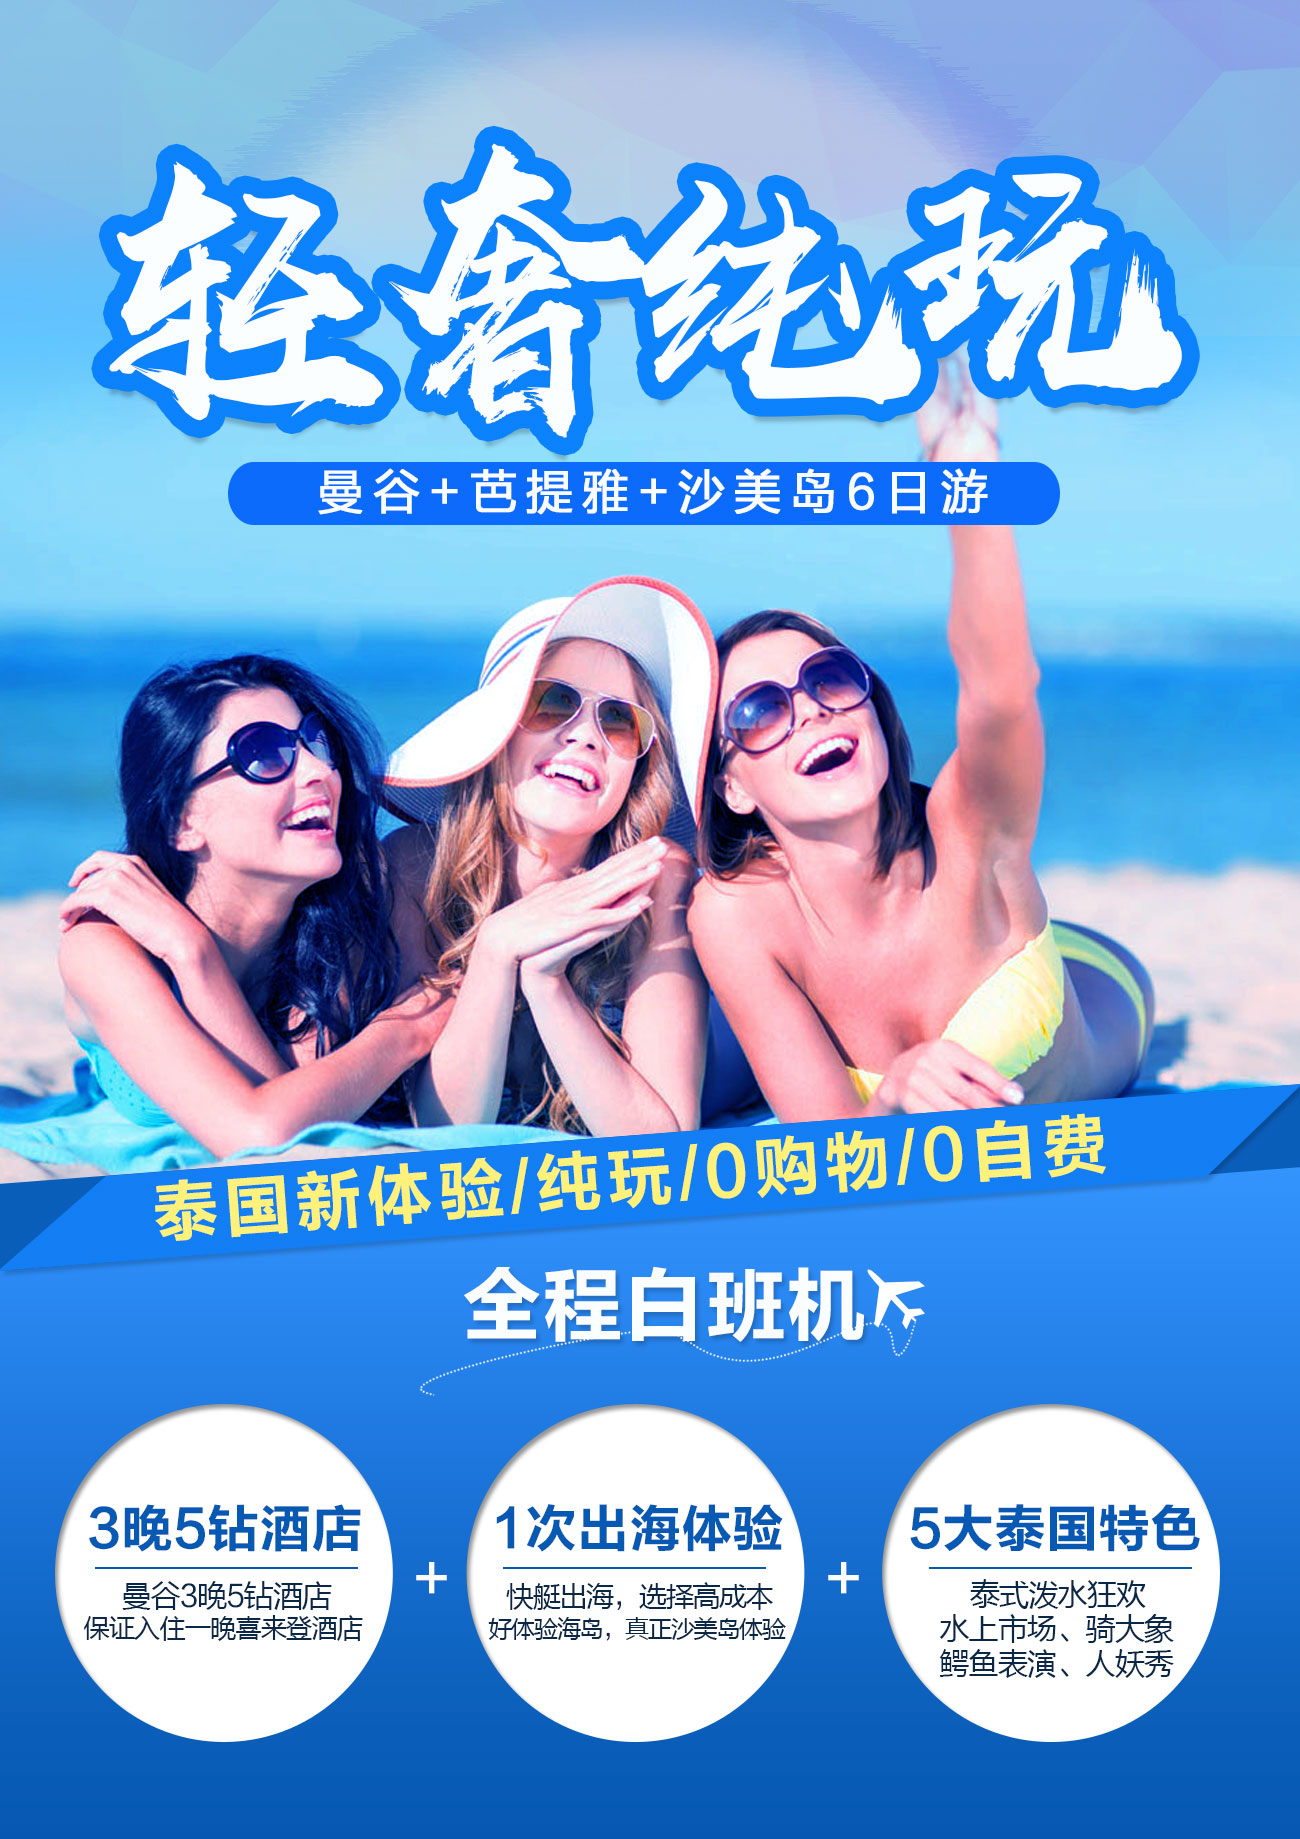 轻奢纯玩
曼谷+芭提雅+沙美岛6日游
泰国新体验/纯玩/0购物/0自费
全程白班机
3晚5钻酒店
曼谷3晚5钻酒店
保证入住一晚喜来登酒店
+
1次出海体验
快艇出海，选择高成本
好体验海岛，真正沙美岛体验
+
5大泰国特色
泰式泼水狂欢
水上市场、骑大象
鳄鱼表演、人妖秀